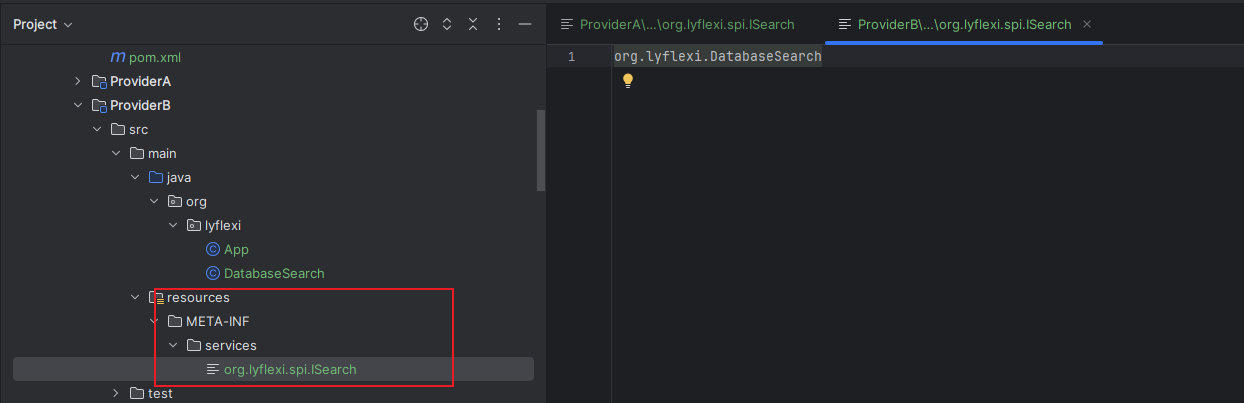 Project
pom.xml
ProviderA
ProviderB
src
main
java
org
lyflexi
App
DatabaseSearch
resources
META-INF
services
org.lyflexi.spi.ISearch
test
ProviderA\...\org.lyflexi.spi.ISearch
ProviderB\...\org.lyflexi.spi.ISearch
1 org.lyflexi.DatabaseSearch